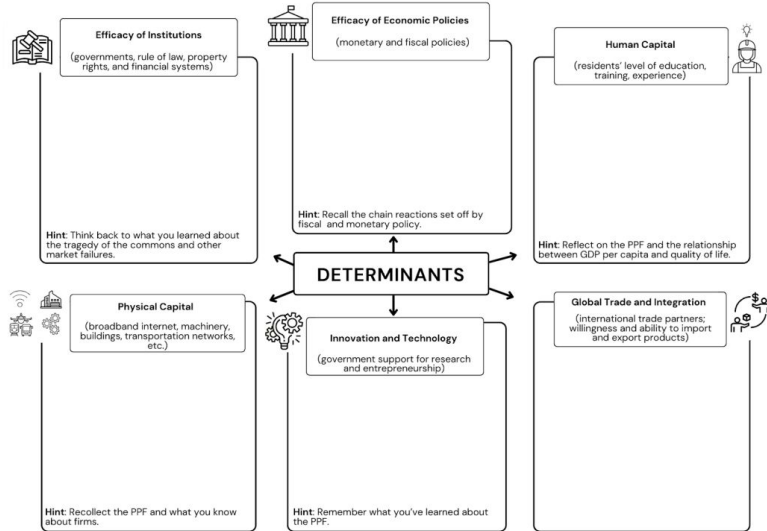 Efficacy of Institutions
(governments, rule of law, property
rights, and financial systems)
Hint: Think back to what you learned about
the tragedy of the commons and other
market failures.
Efficacy of Economic Policies
(monetary and fiscal policies)
Hint: Recall the chain reactions set off by
fiscal and monetary policy.
Human Capital
(residents' level of education,
training, experience)
Hint: Reflect on the PPF and the relationship
between GDP per capita and quality of life.
DETERMINANTS
Physical Capital
(broadband internet, machinery,
buildings, transportation networks,
etc.)
Hint: Recollect the PPF and what you know
about firms.
Innovation and Technology
(government support for research
and entrepreneurship)
Hint: Remember what you've learned about
the PPF.
Global Trade and Integration
(international trade partners;
willingness and ability to import
and export products)